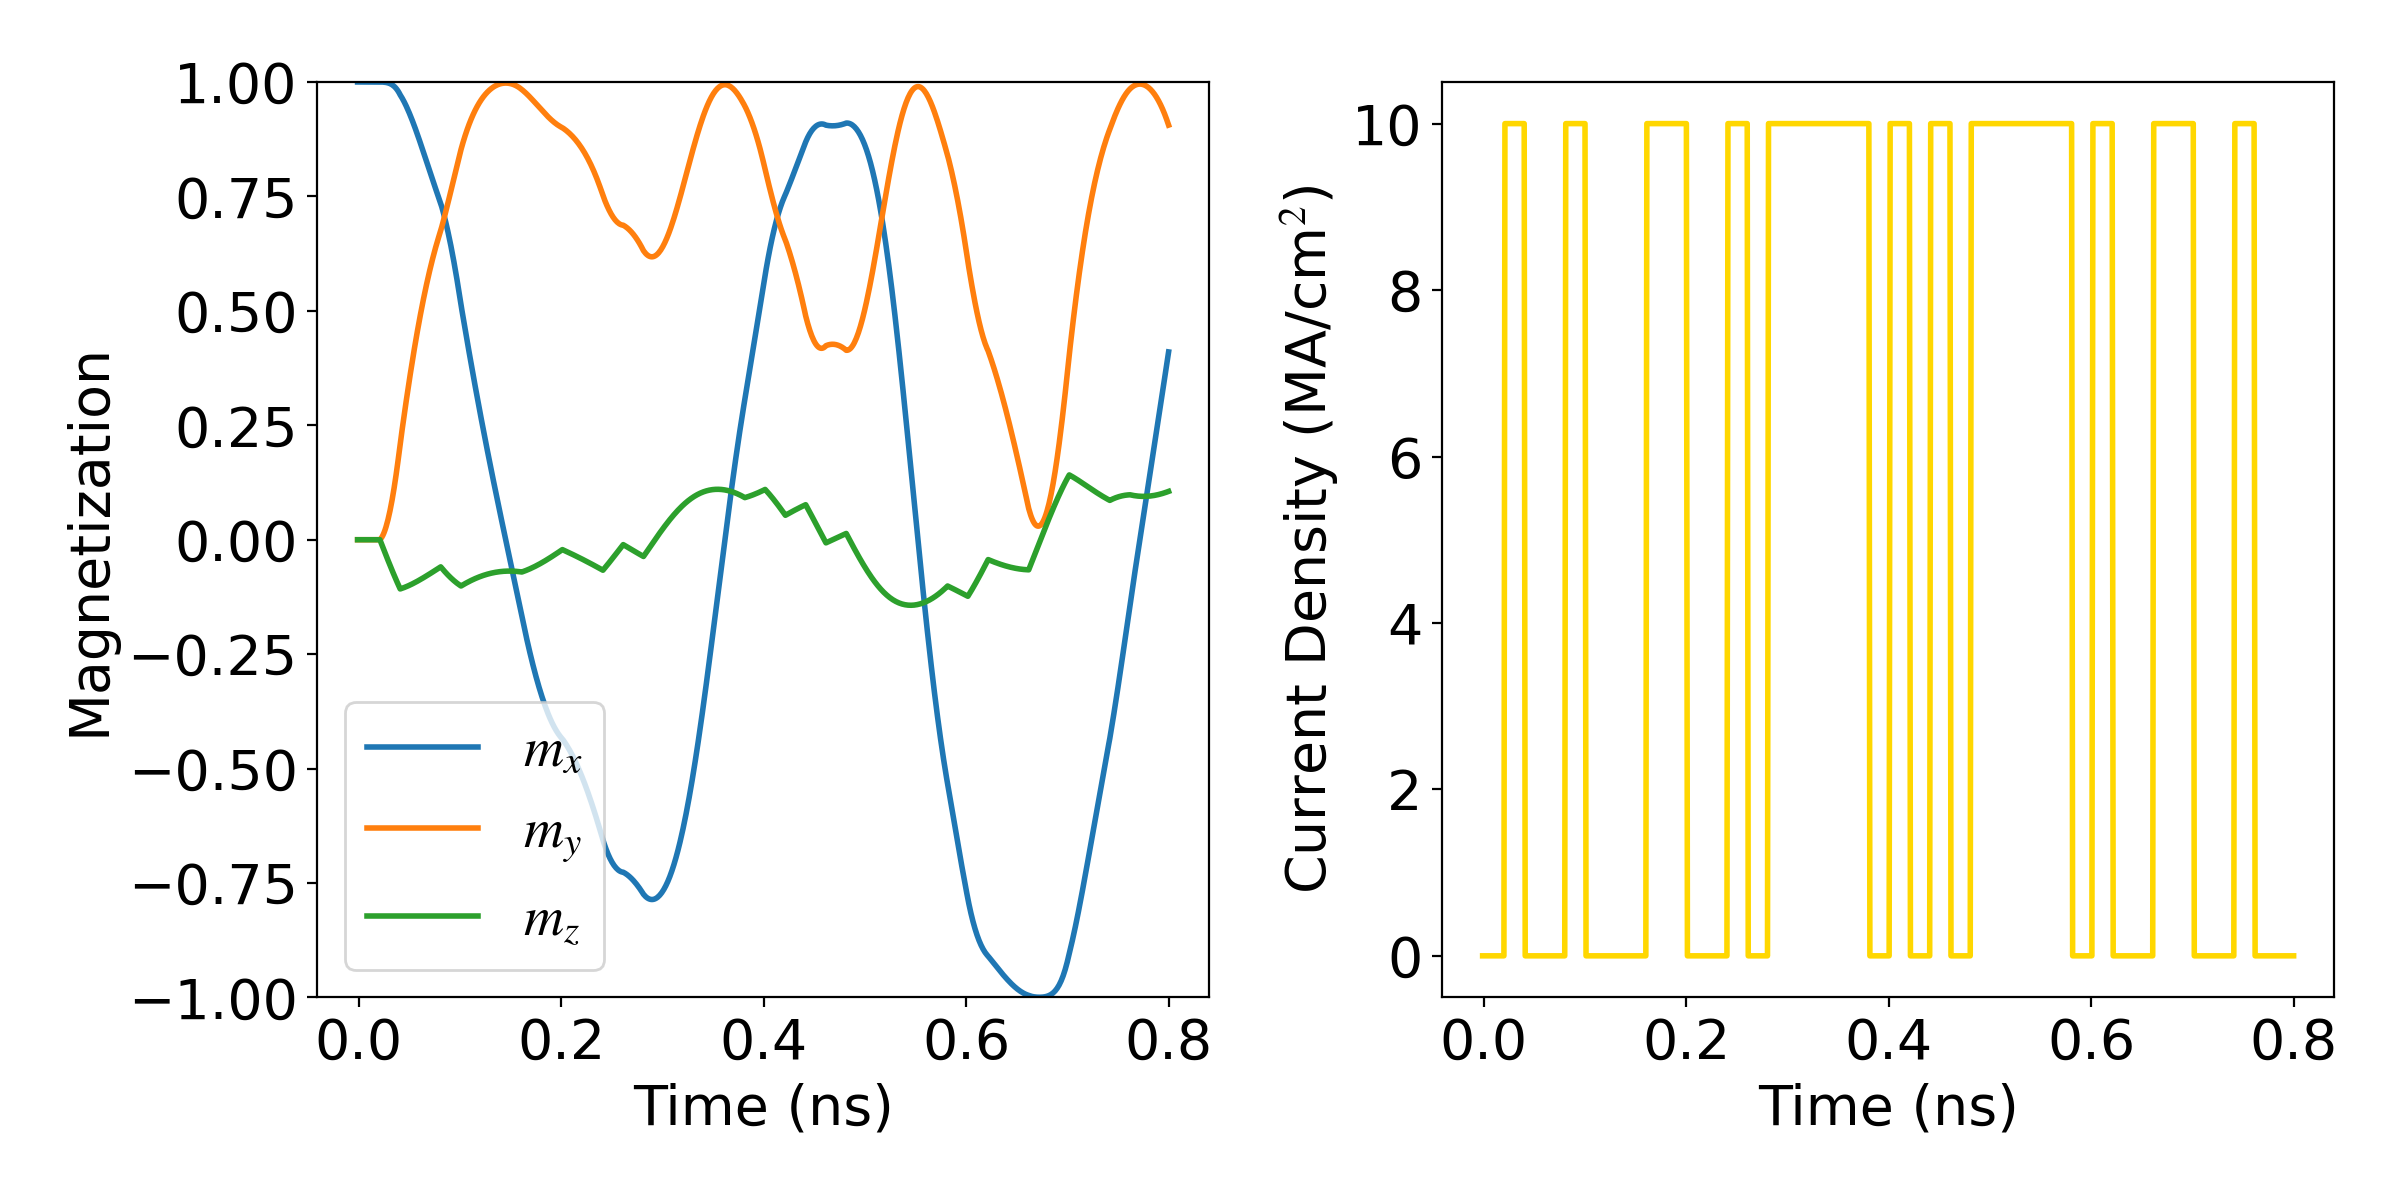 Magnetization
1.00
0.75
0.50
0.25
0.00
−0.25
−0.50
−0.75
−1.00
m_x
m_y
m_z
0.0 0.2 0.4 0.6 0.8
Time (ns)
Current Density (MA/cm²)
10
8
6
4
2
0
0.0 0.2 0.4 0.6 0.8
Time (ns)